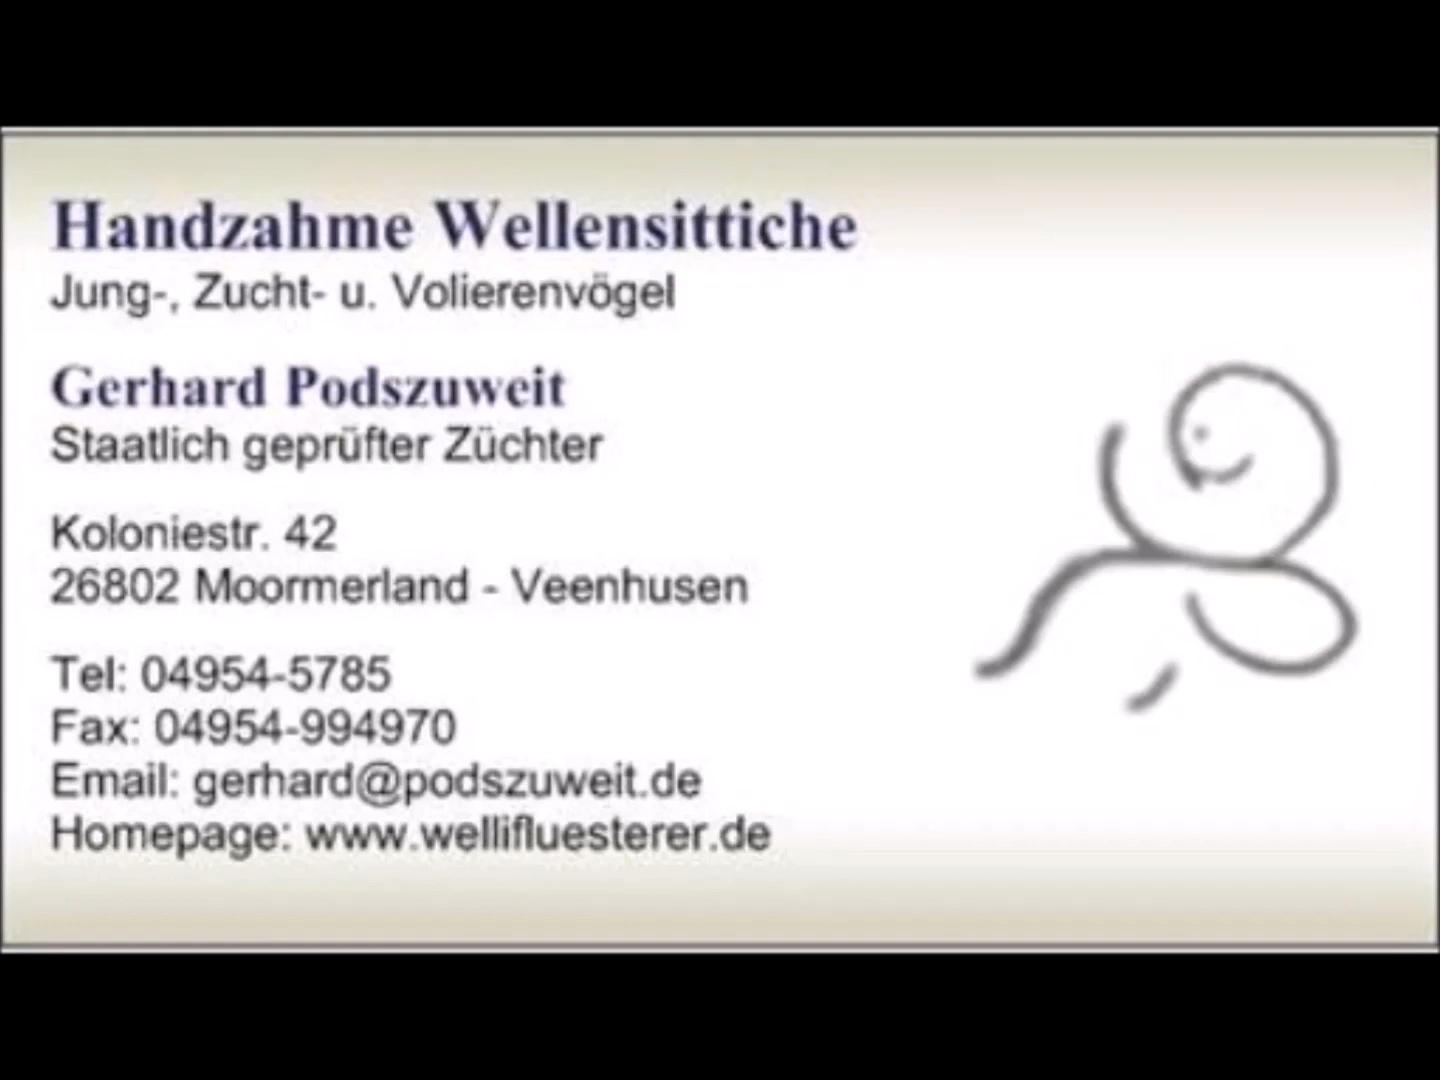 Handzahme Wellensittiche
Jung-, Zucht- u. Volierenvögel
Gerhard Podszuweit
Staatlich geprüfter Züchter
Koloniestr. 42
26802 Moormerland - Veenhusen
Tel: 04954-5785
Fax: 04954-994970
Email: gerhard@podszuweit.de
Homepage: www.wellifluesterer.de